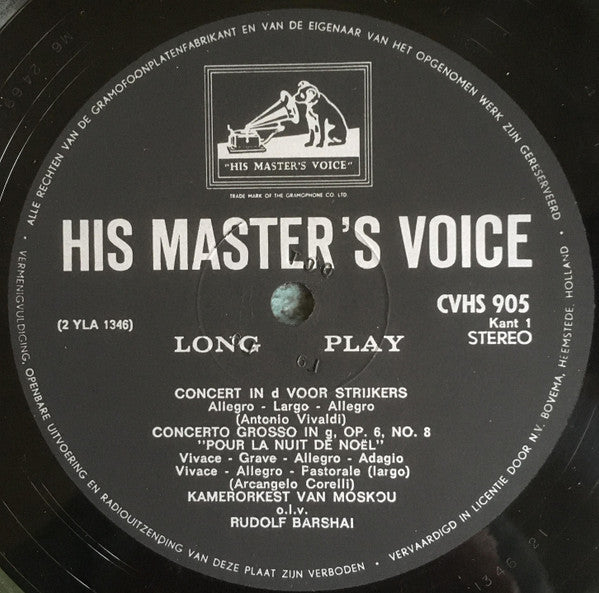 · ALLE RECHTEN VAN DE GRAMOFOONPLATENFABRIKANT EN VAN DE EIGENAAR VAN HET OPGENOMEN WERK ZIJN GERESERVEERD
"HIS MASTER'S VOICE"
TRADE MARK OF THE GRAMOPHONE CO. LTD.
HIS MASTER'S VOICE
CVHS 905
Kant 1
STEREO
(2 YLA 1346)
LONG PLAY
CONCERT IN d VOOR STRIJKERS
Allegro - Largo - Allegro
(Antonio Vivaldi)
CONCERTO GROSSO IN g, OP. 6, NO. 8
"POUR LA NUIT DE NOËL"
Vivace - Grave - Allegro - Adagio
Vivace - Allegro - Pastorale (largo)
(Arcangelo Corelli)
KAMERORKEST VAN MOSKOU
o.l.v.
RUDOLF BARSHAI
VERMENIGVULDIGING, OPENBARE UITVOERING EN RADIOUITZENDING VAN DEZE PLAAT ZIJN VERBODEN · VERVAARDIGD IN LICENTIE DOOR N.V. BOVEMA, HEEMSTEDE, HOLLAND ·